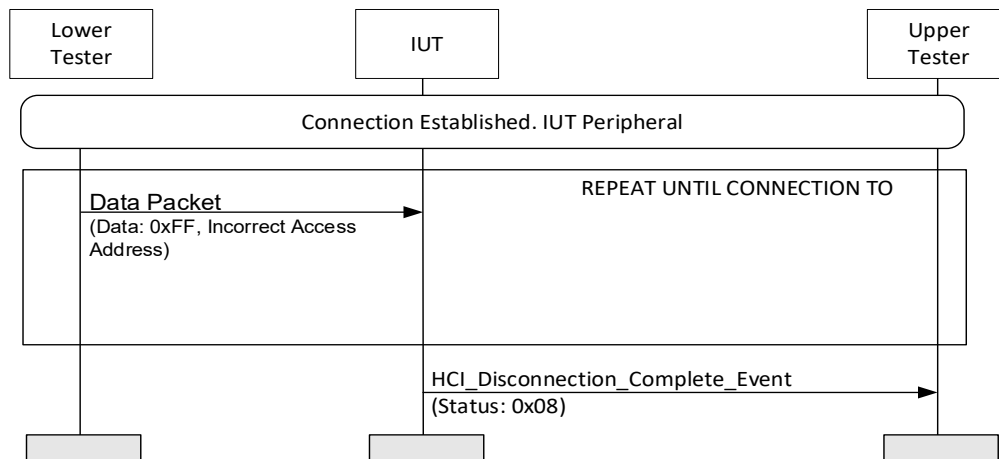 Lower
Tester
IUT
Upper
Tester
Connection Established. IUT Peripheral
REPEAT UNTIL CONNECTION TO
Data Packet
(Data: 0xFF, Incorrect Access
Address)
HCI_Disconnection_Complete_Event
(Status: 0x08)